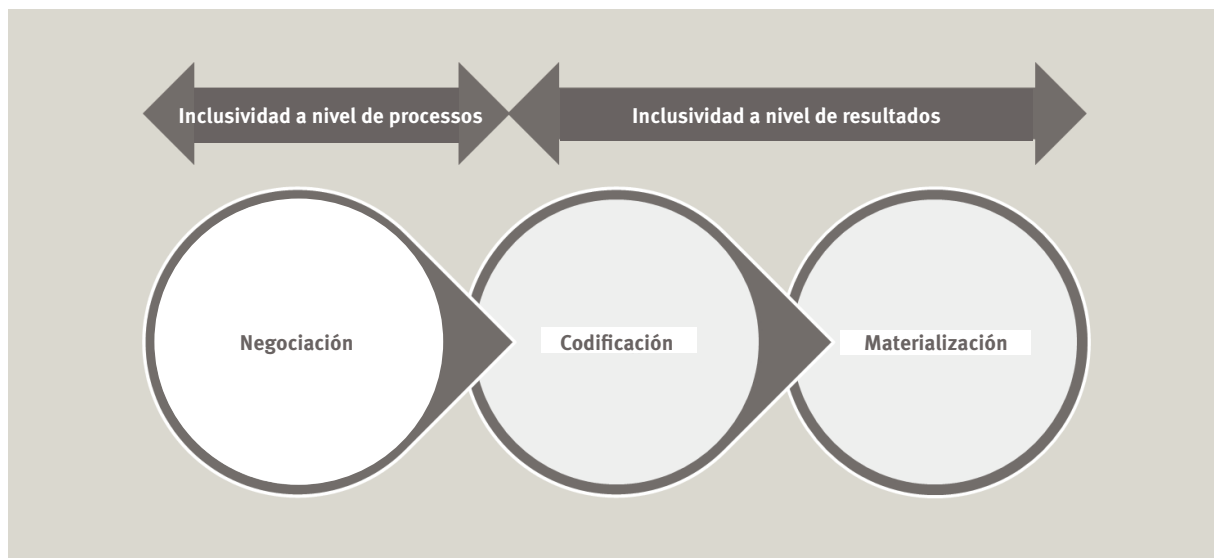 Inclusividad a nivel de processos
Inclusividad a nivel de resultados
Negociación
Codificación
Materialización